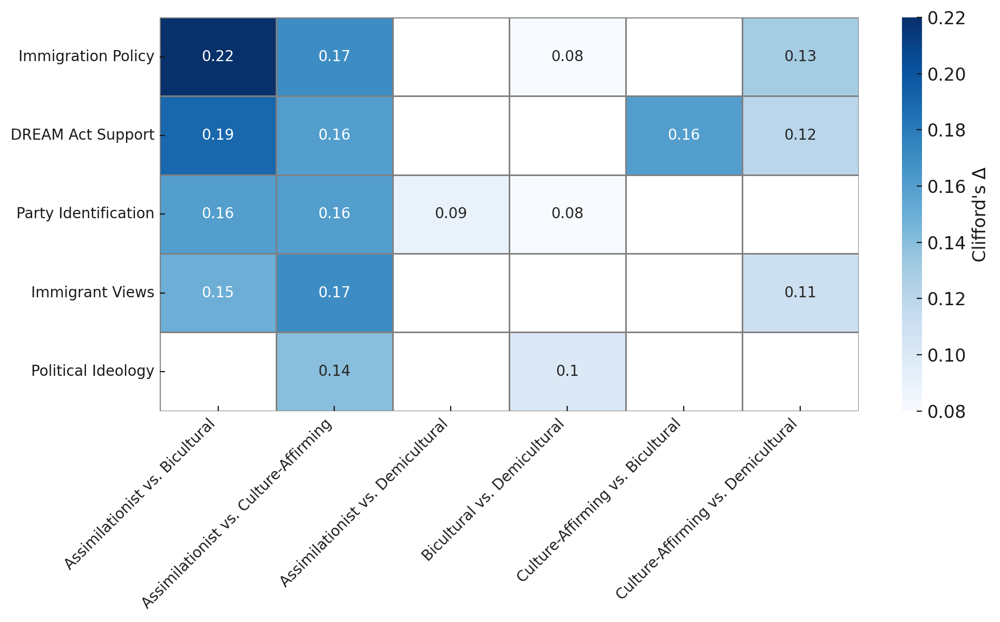 Immigration Policy 0.22 0.17 0.08 0.13
DREAM Act Support 0.19 0.16 0.16 0.12
Party Identification 0.16 0.16 0.09 0.08
Immigrant Views 0.15 0.17 0.11
Political Ideology 0.14 0.1
Assimilationist vs. Bicultural
Assimilationist vs. Culture-Affirming
Assimilationist vs. Demicultural
Bicultural vs. Demicultural
Culture-Affirming vs. Bicultural
Culture-Affirming vs. Demicultural
0.22
0.20
0.18
0.16
0.14
0.12
0.10
0.08
Clifford's Δ